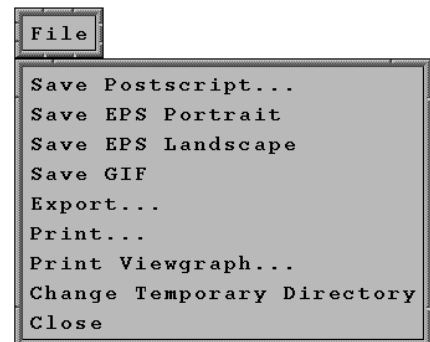 File
Save Postscript...
Save EPS Portrait
Save EPS Landscape
Save GIF
Export...
Print...
Print Viewgraph...
Change Temporary Directory
Close